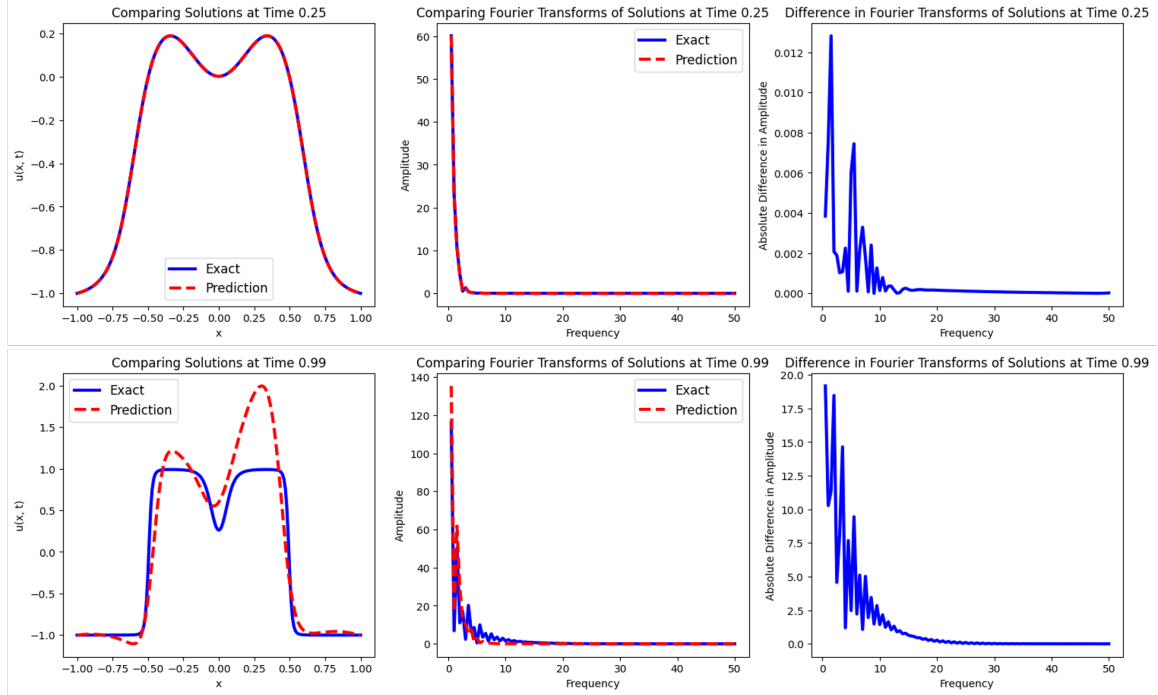 Comparing Solutions at Time 0.25
0.2
0.0
−0.2
−0.4
−0.6
−0.8
−1.0
u(x, t)
Exact
Prediction
−1.00 −0.75 −0.50 −0.25 0.00 0.25 0.50 0.75 1.00
x
Comparing Fourier Transforms of Solutions at Time 0.25
60
50
40
30
20
10
0
Amplitude
Exact
Prediction
0 10 20 30 40 50
Frequency
Difference in Fourier Transforms of Solutions at Time 0.25
0.012
0.010
0.008
0.006
0.004
0.002
0.000
Absolute Difference in Amplitude
0 10 20 30 40 50
Frequency
Comparing Solutions at Time 0.99
2.0
1.5
1.0
0.5
0.0
−0.5
−1.0
u(x, t)
Exact
Prediction
−1.00 −0.75 −0.50 −0.25 0.00 0.25 0.50 0.75 1.00
x
Comparing Fourier Transforms of Solutions at Time 0.99
140
120
100
80
60
40
20
0
Amplitude
Exact
Prediction
0 10 20 30 40 50
Frequency
Difference in Fourier Transforms of Solutions at Time 0.99
20.0
17.5
15.0
12.5
10.0
7.5
5.0
2.5
0.0
Absolute Difference in Amplitude
0 10 20 30 40 50
Frequency